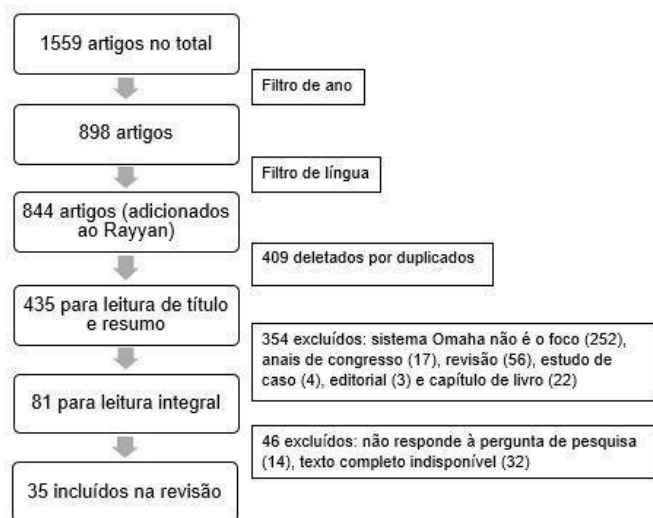 1559 artigos no total
Filtro de ano
898 artigos
Filtro de língua
844 artigos (adicionados
ao Rayyan)
409 deletados por duplicados
435 para leitura de título
e resumo
354 excluídos: sistema Omaha não é o foco (252),
anais de congresso (17), revisão (56), estudo de
caso (4), editorial (3) e capítulo de livro (22)
81 para leitura integral
46 excluídos: não responde à pergunta de pesquisa
(14), texto completo indisponível (32)
35 incluídos na revisão